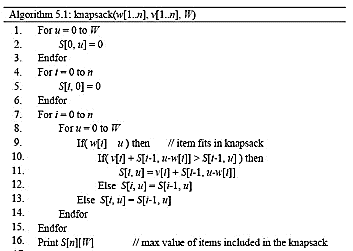 Algorithm 5.1: knapsack(w[1..n], v[1..n], W)
1. For u = 0 to W
2. S[0, u] = 0
3. Endfor
4. For t = 0 to n
5. S[t, 0] = 0
6. Endfor
7. For i = 0 to n
8. For u = 0 to W
9. If( w[t] u ) then // item fits in knapsack
10. If( v[t] + S[t-1, u-w[t]] > S[t-1, u] ) then
11. S[t, u] = v[t] + S[t-1, u-w[t]]
12. Else S[t, u] = S[t-1, u]
13. Else S[t, u] = S[t-1, u]
14. Endfor
15. Endfor
16. Print S[n][W] // max value of items included in the knapsack